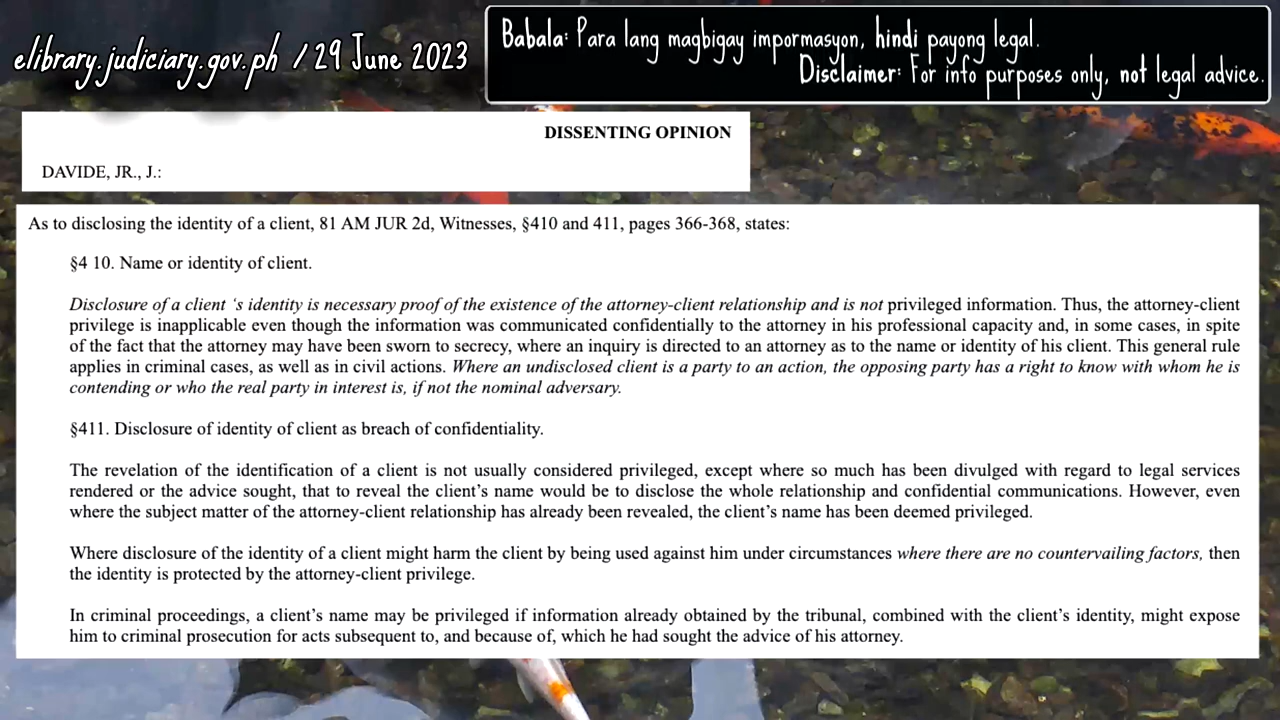 elibrary.judiciary.gov.ph / 29 June 2023
Babala: Para lang magbigay impormasyon, hindi payong legal.
Disclaimer: For info purposes only, not legal advice.
DISSENTING OPINION
DAVIDE, JR., J.:
As to disclosing the identity of a client, 81 AM JUR 2d, Witnesses, §410 and 411, pages 366-368, states:
§4 10. Name or identity of client.
Disclosure of a client 's identity is necessary proof of the existence of the attorney-client relationship and is not privileged information. Thus, the attorney-client
privilege is inapplicable even though the information was communicated confidentially to the attorney in his professional capacity and, in some cases, in spite
of the fact that the attorney may have been sworn to secrecy, where an inquiry is directed to an attorney as to the name or identity of his client. This general rule
applies in criminal cases, as well as in civil actions. Where an undisclosed client is a party to an action, the opposing party has a right to know with whom he is
contending or who the real party in interest is, if not the nominal adversary.
§411. Disclosure of identity of client as breach of confidentiality.
The revelation of the identification of a client is not usually considered privileged, except where so much has been divulged with regard to legal services
rendered or the advice sought, that to reveal the client's name would be to disclose the whole relationship and confidential communications. However, even
where the subject matter of the attorney-client relationship has already been revealed, the client's name has been deemed privileged.
Where disclosure of the identity of a client might harm the client by being used against him under circumstances where there are no countervailing factors, then
the identity is protected by the attorney-client privilege.
In criminal proceedings, a client's name may be privileged if information already obtained by the tribunal, combined with the client's identity, might expose
him to criminal prosecution for acts subsequent to, and because of, which he had sought the advice of his attorney.